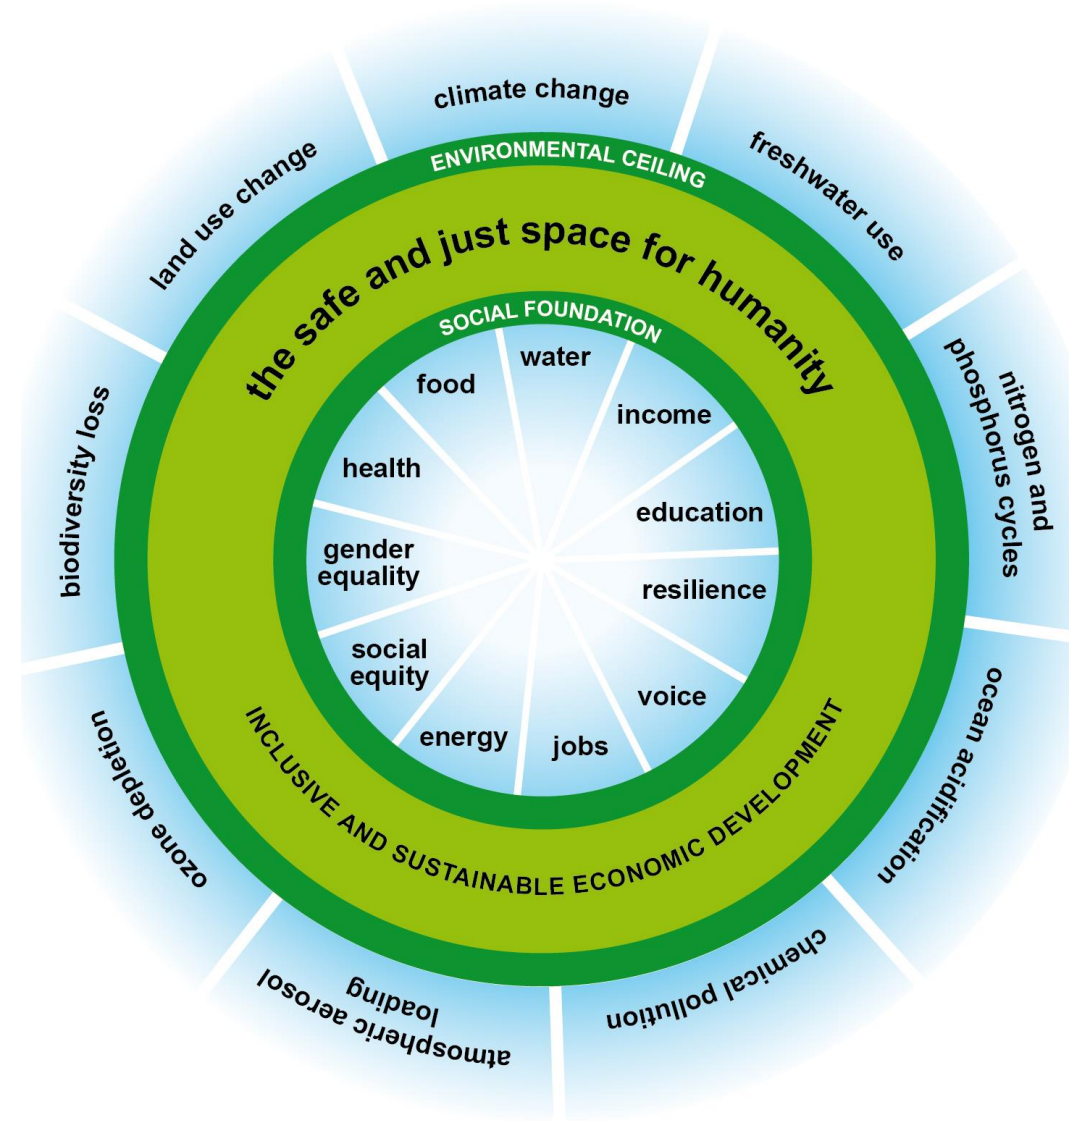 climate change
freshwater use
nitrogen and
phosphorus cycles
ocean acidification
chemical pollution
atmospheric aerosol
loading
ozone depletion
biodiversity loss
land use change
ENVIRONMENTAL CEILING
the safe and just space for humanity
SOCIAL FOUNDATION
water
income
education
resilience
voice
jobs
energy
social
equity
gender
equality
health
food
INCLUSIVE AND SUSTAINABLE ECONOMIC DEVELOPMENT